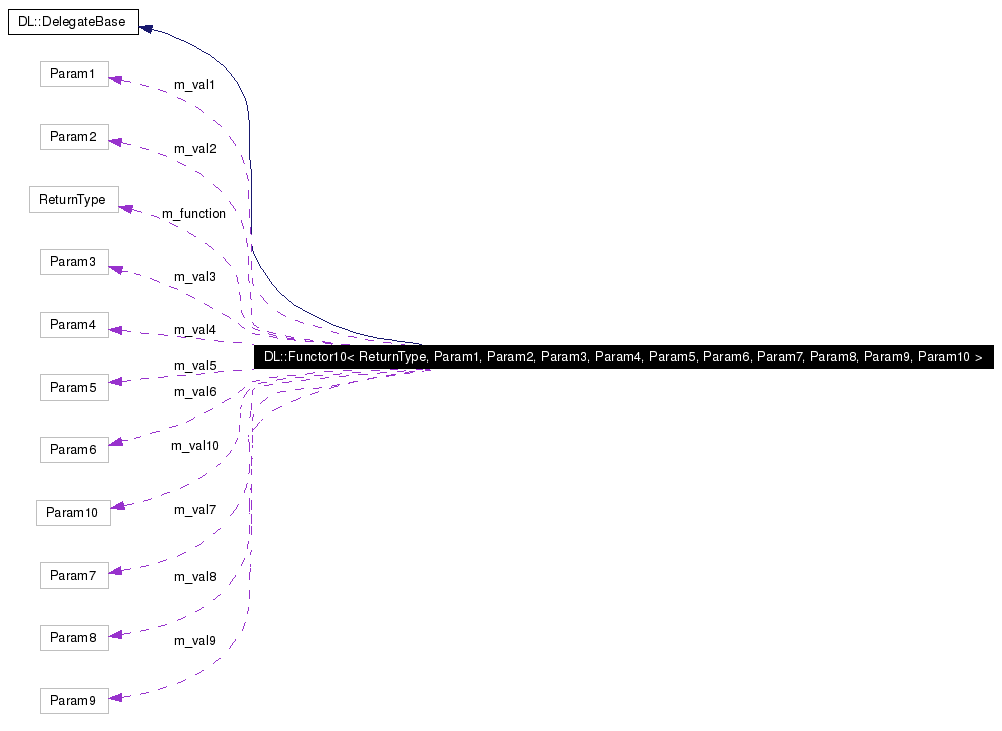 DL::DelegateBase
Param1
m_val1
Param2
m_val2
ReturnType
m_function
Param3
m_val3
Param4
m_val4
DL::Functor10< ReturnType, Param1, Param2, Param3, Param4, Param5, Param6, Param7, Param8, Param9, Param10 >
m_val5
Param5
m_val6
Param6
m_val10
Param10
m_val7
Param7
m_val8
Param8
m_val9
Param9